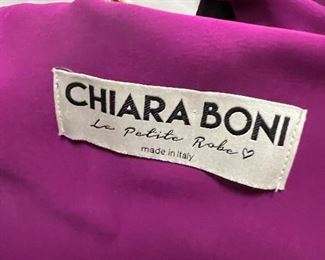 CHIARA BONI
La Petite Robe ♡
made in Italy